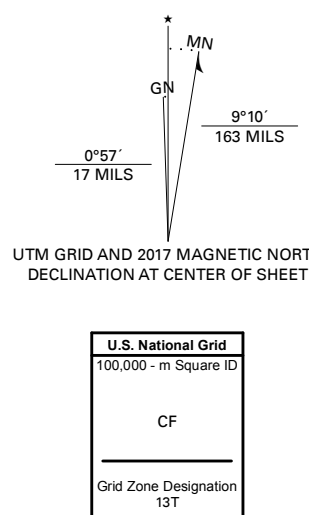 ★
MN
GN
9°10´
163 MILS
0°57´
17 MILS
UTM GRID AND 2017 MAGNETIC NORT
DECLINATION AT CENTER OF SHEET
U.S. National Grid
100,000 - m Square ID
CF
Grid Zone Designation
13T